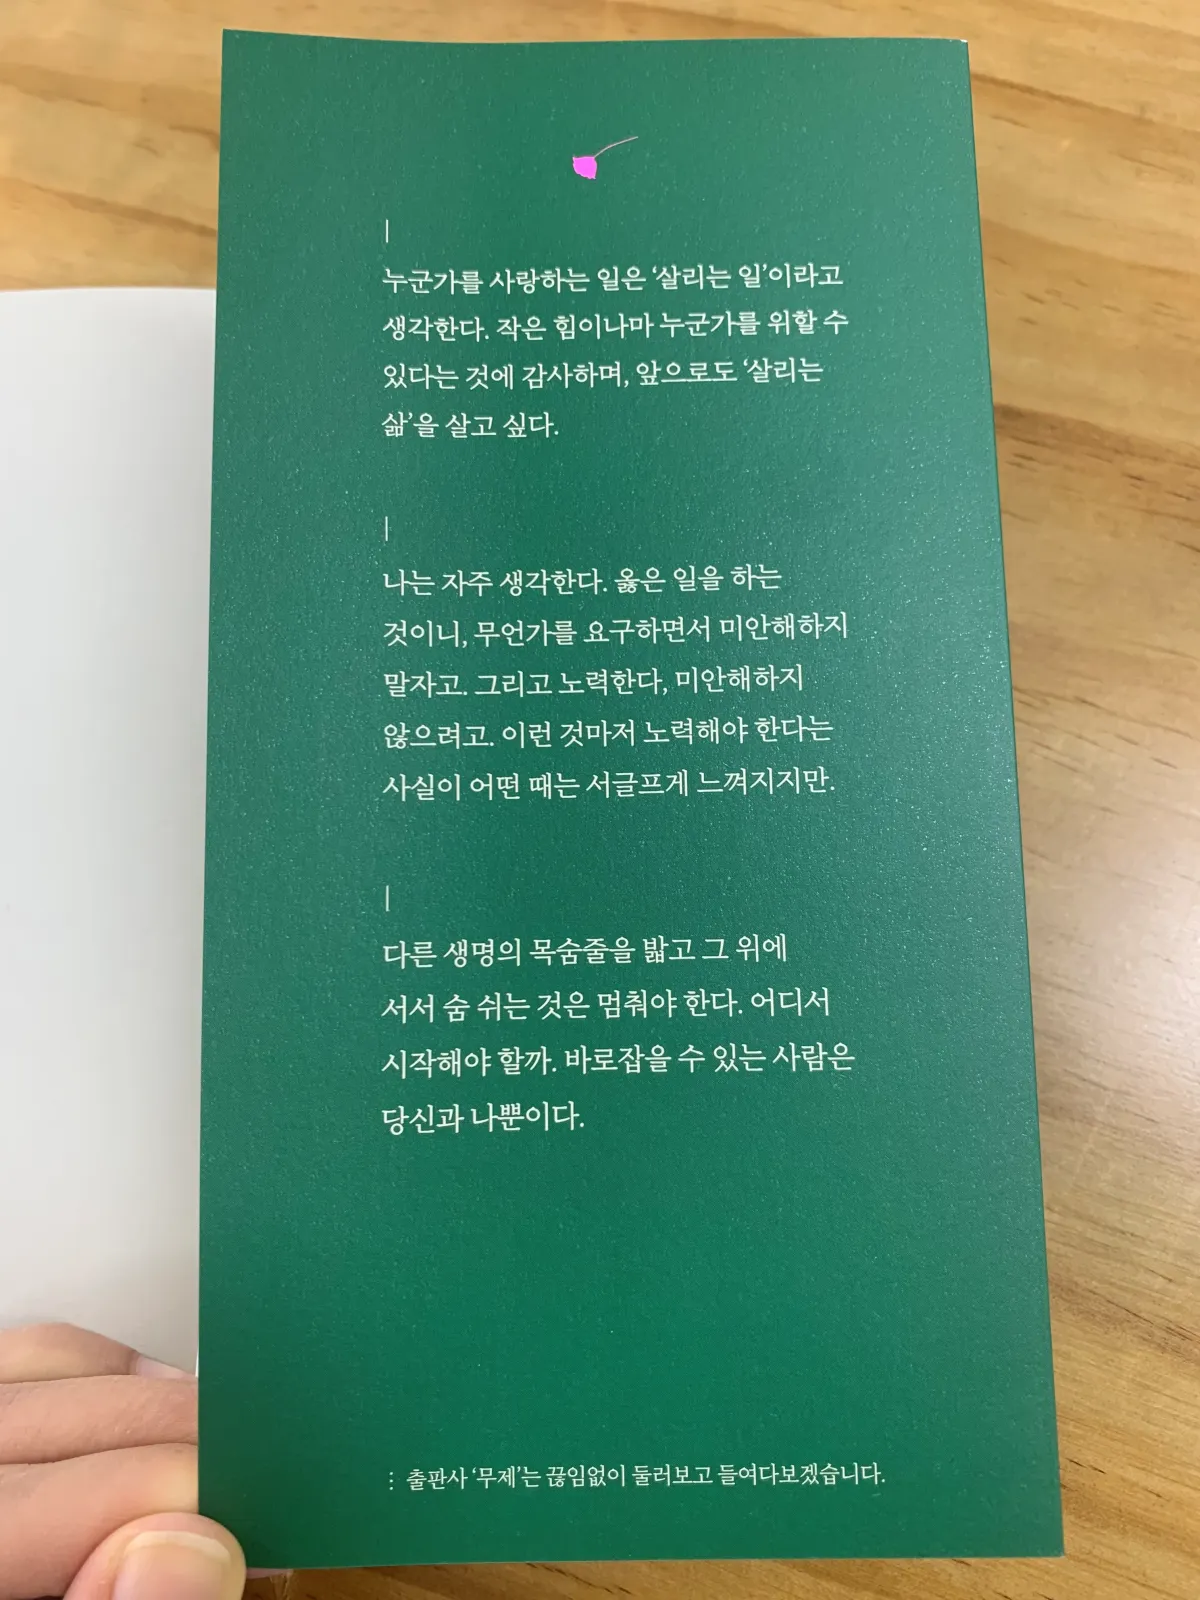 누군가를 사랑하는 일은 ‘살리는 일’이라고
생각한다. 작은 힘이나마 누군가를 위할 수
있다는 것에 감사하며, 앞으로도 ‘살리는
삶’을 살고 싶다.
나는 자주 생각한다. 옳은 일을 하는
것이니, 무언가를 요구하면서 미안해하지
말자고. 그리고 노력한다, 미안해하지
않으려고. 이런 것마저 노력해야 한다는
사실이 어떤 때는 서글프게 느껴지지만.
다른 생명의 목숨줄을 밟고 그 위에
서서 숨 쉬는 것은 멈춰야 한다. 어디서
시작해야 할까. 바로잡을 수 있는 사람은
당신과 나뿐이다.
⋮ 출판사 ‘무제’는 끊임없이 둘러보고 들여다보겠습니다.